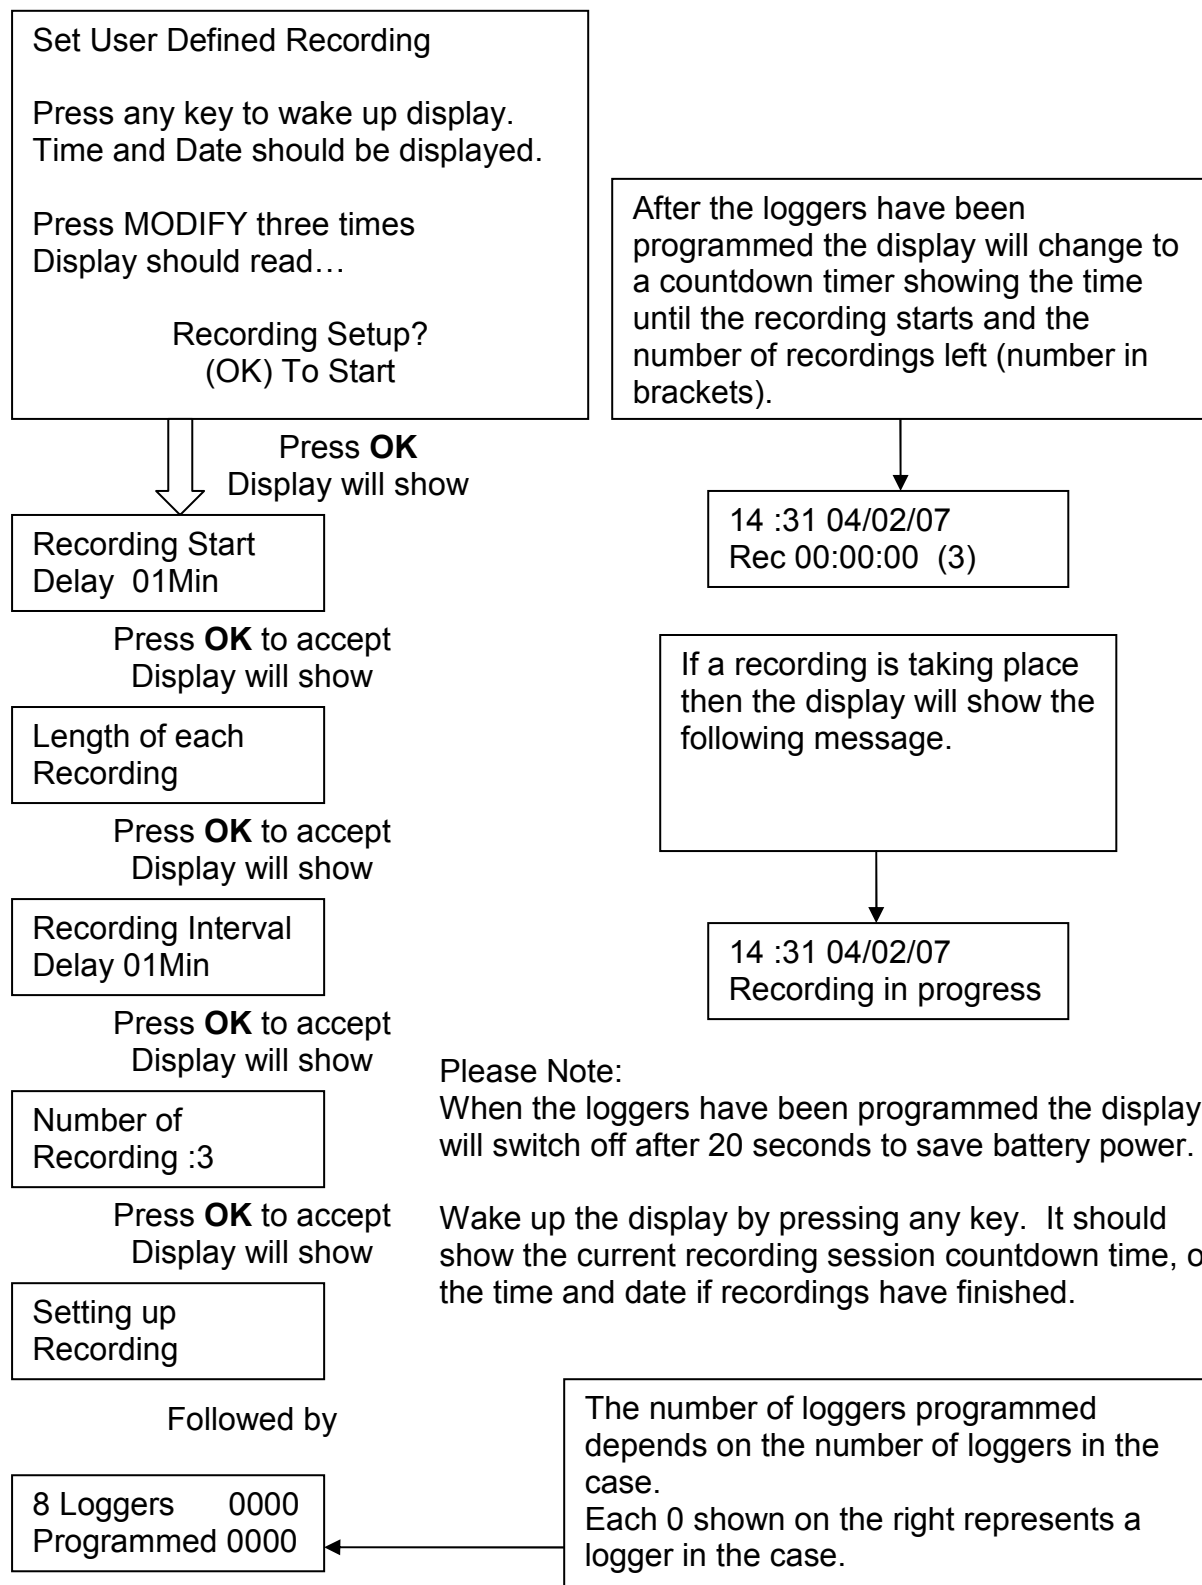 Set User Defined Recording
Press any key to wake up display.
Time and Date should be displayed.
Press MODIFY three times
Display should read…
Recording Setup?
(OK) To Start
Press OK
Display will show
Recording Start
Delay 01Min
Press OK to accept
Display will show
Length of each
Recording
Press OK to accept
Display will show
Recording Interval
Delay 01Min
Press OK to accept
Display will show
Number of
Recording :3
Press OK to accept
Display will show
Setting up
Recording
Followed by
8 Loggers 0000
Programmed 0000
After the loggers have been
programmed the display will change to
a countdown timer showing the time
until the recording starts and the
number of recordings left (number in
brackets).
14 :31 04/02/07
Rec 00:00:00 (3)
If a recording is taking place
then the display will show the
following message.
14 :31 04/02/07
Recording in progress
Please Note:
When the loggers have been programmed the display
will switch off after 20 seconds to save battery power.
Wake up the display by pressing any key. It should
show the current recording session countdown time,
the time and date if recordings have finished.
The number of loggers programmed
depends on the number of loggers in the
case.
Each 0 shown on the right represents a
logger in the case.